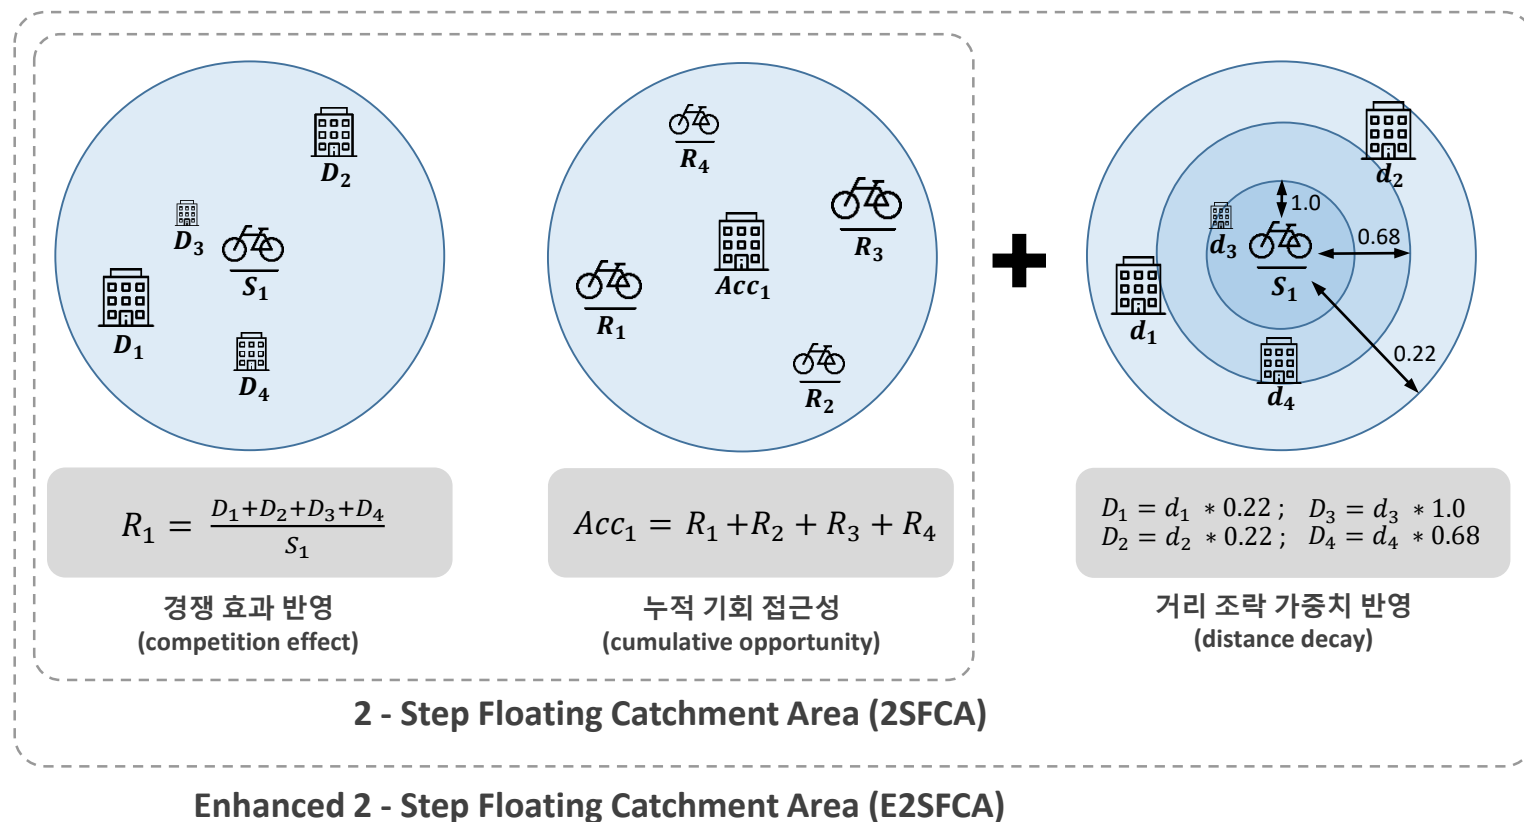 D₂
D₃
S₁
D₁
D₄
R₁ = (D₁+D₂+D₃+D₄)/S₁
경쟁 효과 반영
(competition effect)
R₄
R₃
Acc₁
R₁
R₂
Acc₁ = R₁ +R₂ + R₃ + R₄
누적 기회 접근성
(cumulative opportunity)
+
d₂
1.0
d₃
0.68
S₁
d₁
0.22
d₄
D₁ = d₁ * 0.22 ; D₃ = d₃ * 1.0
D₂ = d₂ * 0.22 ; D₄ = d₄ * 0.68
거리 조락 가중치 반영
(distance decay)
2 - Step Floating Catchment Area (2SFCA)
Enhanced 2 - Step Floating Catchment Area (E2SFCA)